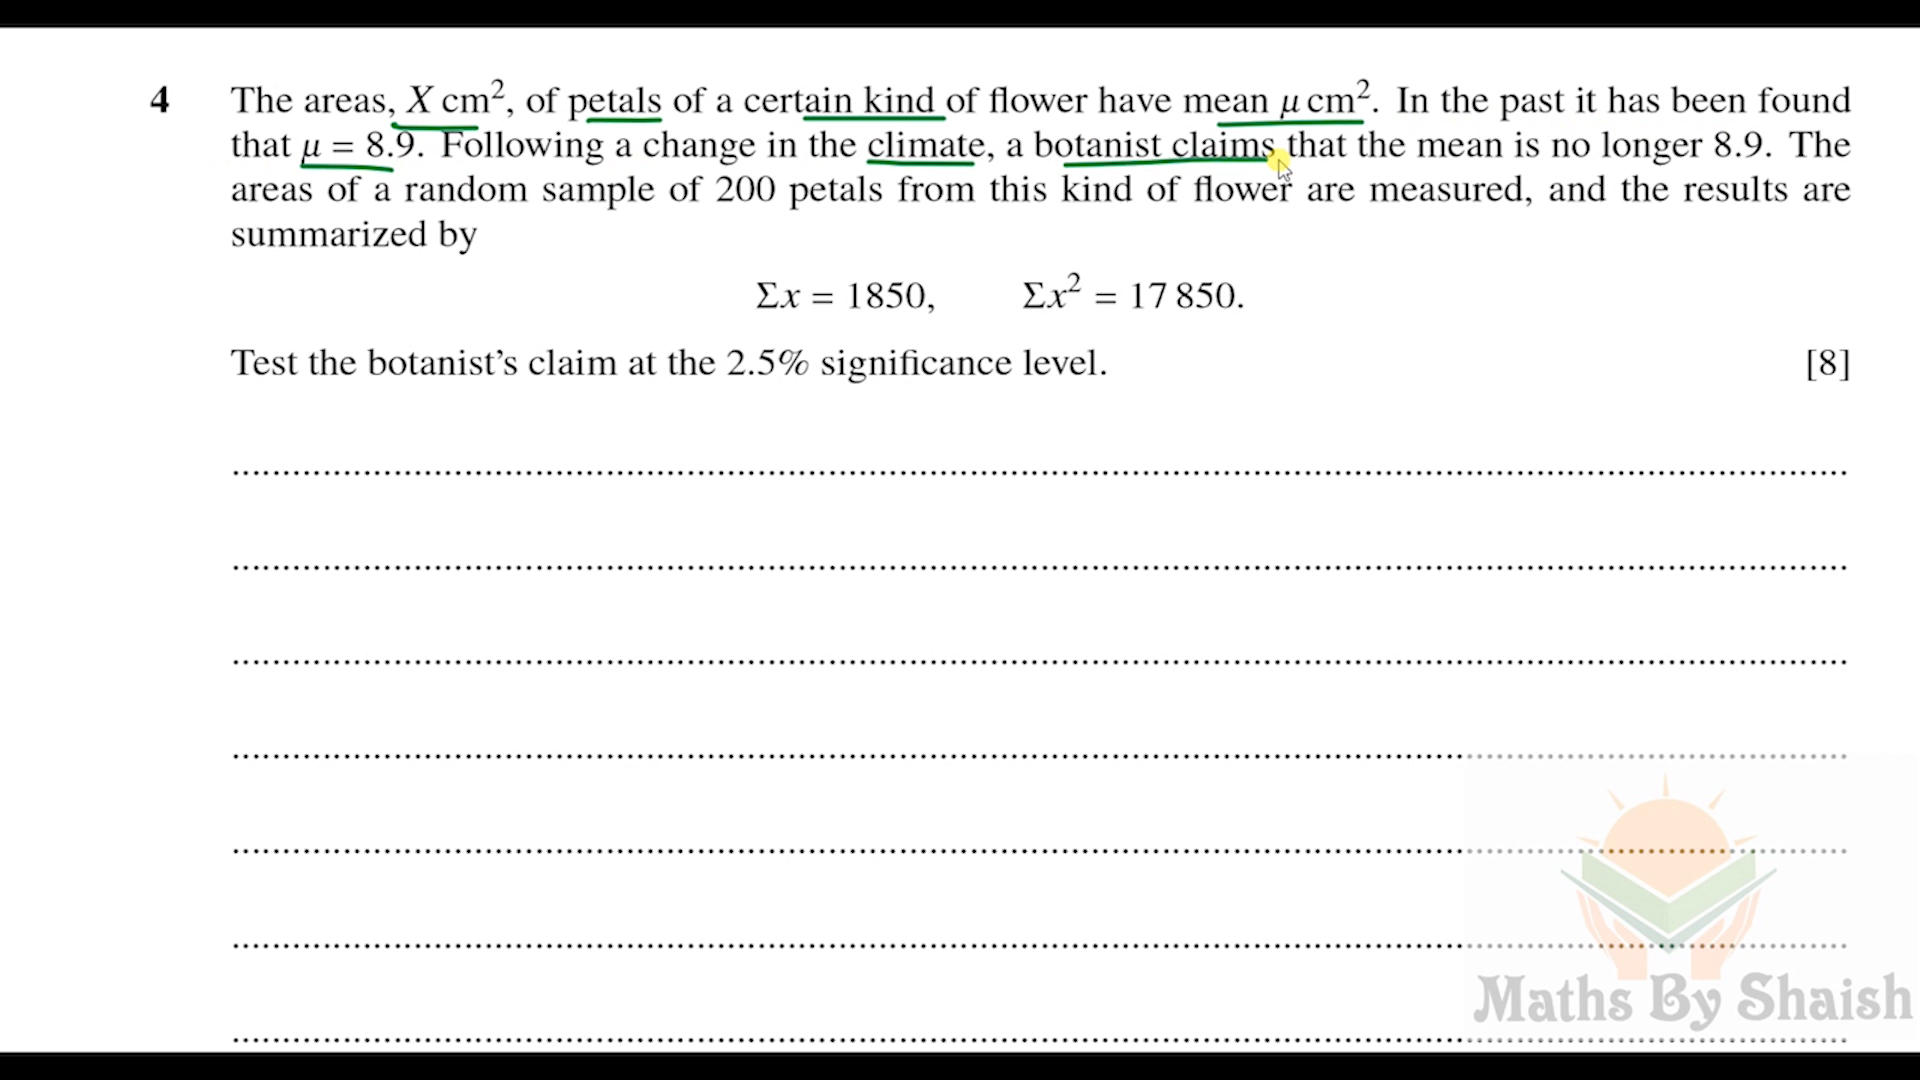 4 The areas, X cm², of petals of a certain kind of flower have mean μ cm². In the past it has been found
that μ = 8.9. Following a change in the climate, a botanist claims that the mean is no longer 8.9. The
areas of a random sample of 200 petals from this kind of flower are measured, and the results are
summarized by
Σx = 1850, Σx² = 17 850.
Test the botanist’s claim at the 2.5% significance level. [8]
Maths By Shaish